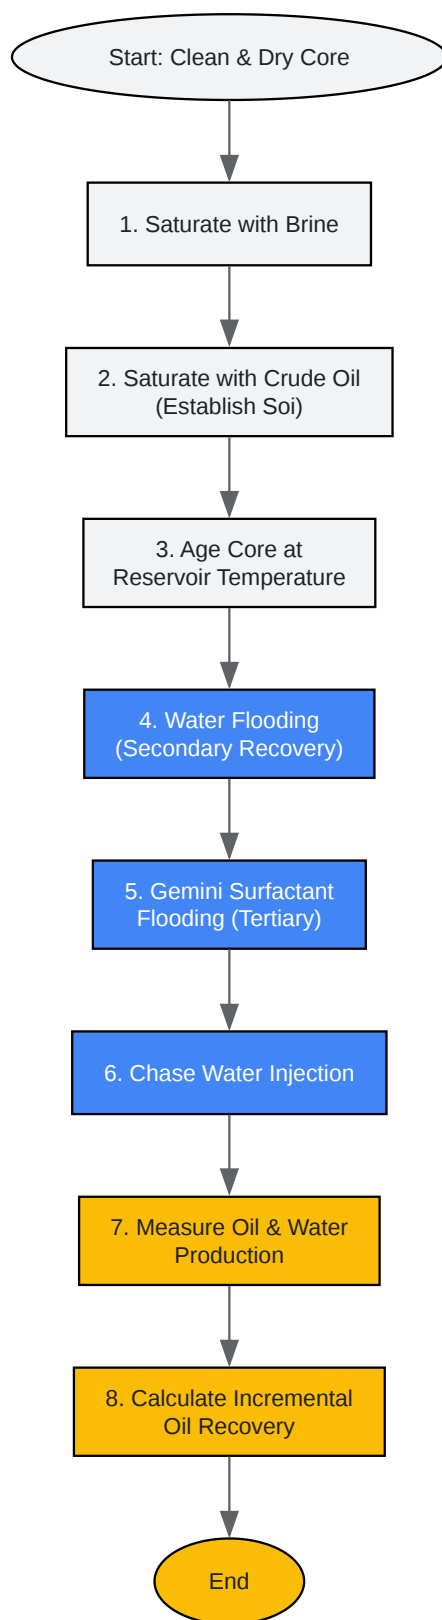 Start: Clean & Dry Core
1. Saturate with Brine
2. Saturate with Crude Oil
(Establish Soi)
3. Age Core at
Reservoir Temperature
4. Water Flooding
(Secondary Recovery)
5. Gemini Surfactant
Flooding (Tertiary)
6. Chase Water Injection
7. Measure Oil & Water
Production
8. Calculate Incremental
Oil Recovery
End